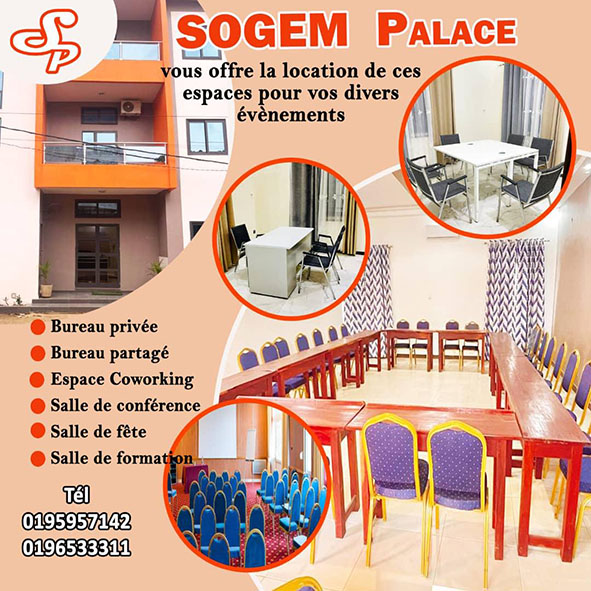 SP
SOGEM PALACE
vous offre la location de ces
espaces pour vos divers
évènements
Bureau privée
Bureau partagé
Espace Coworking
Salle de conférence
Salle de fête
Salle de formation
Tél
0195957142
0196533311